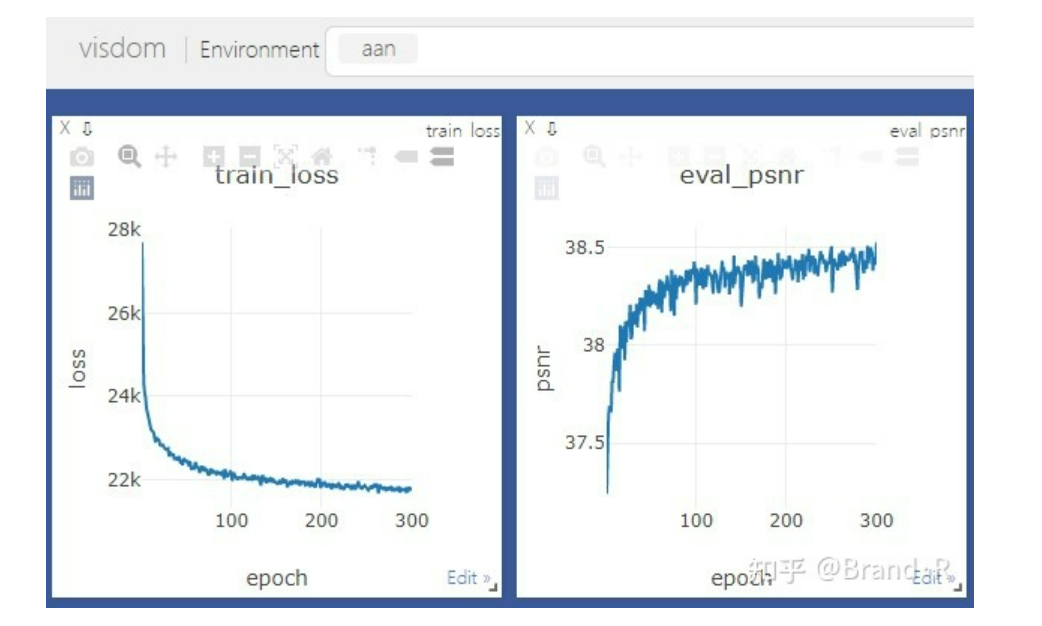 visdom Environment aan
X train_loss
train_loss
28k
26k
24k
22k
loss
100 200 300
epoch
Edit »
X eval_psnr
eval_psnr
38.5
38
37.5
psnr
100 200 300
epoch
Edit »
知乎 @Brand_R